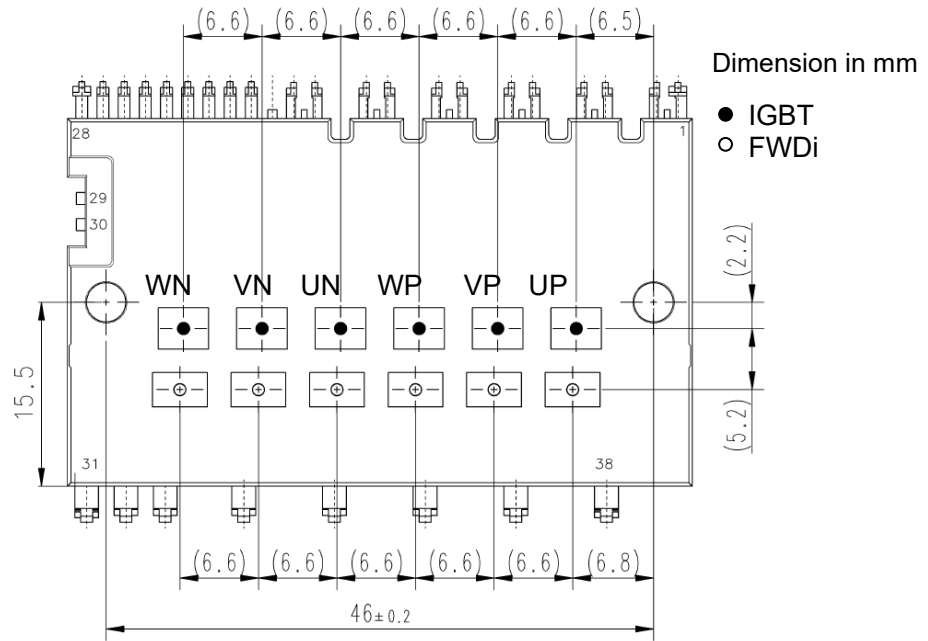 (6.6) (6.6) (6.6) (6.6) (6.6) (6.5)
Dimension in mm
IGBT
FWDi
28
1
29
30
(2.2)
WN VN UN WP VP UP
15.5
(5.2)
31
38
(6.6) (6.6) (6.6) (6.6) (6.6) (6.8)
46±0.2